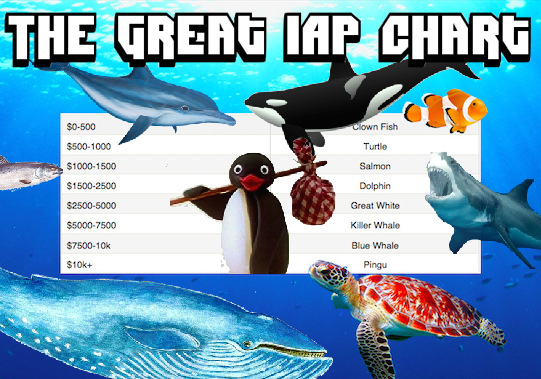 THE GREAT IAP CHART
$0-500 Clown Fish
$500-1000 Turtle
$1000-1500 Salmon
$1500-2500 Dolphin
$2500-5000 Great White
$5000-7500 Killer Whale
$7500-10k Blue Whale
$10k+ Pingu